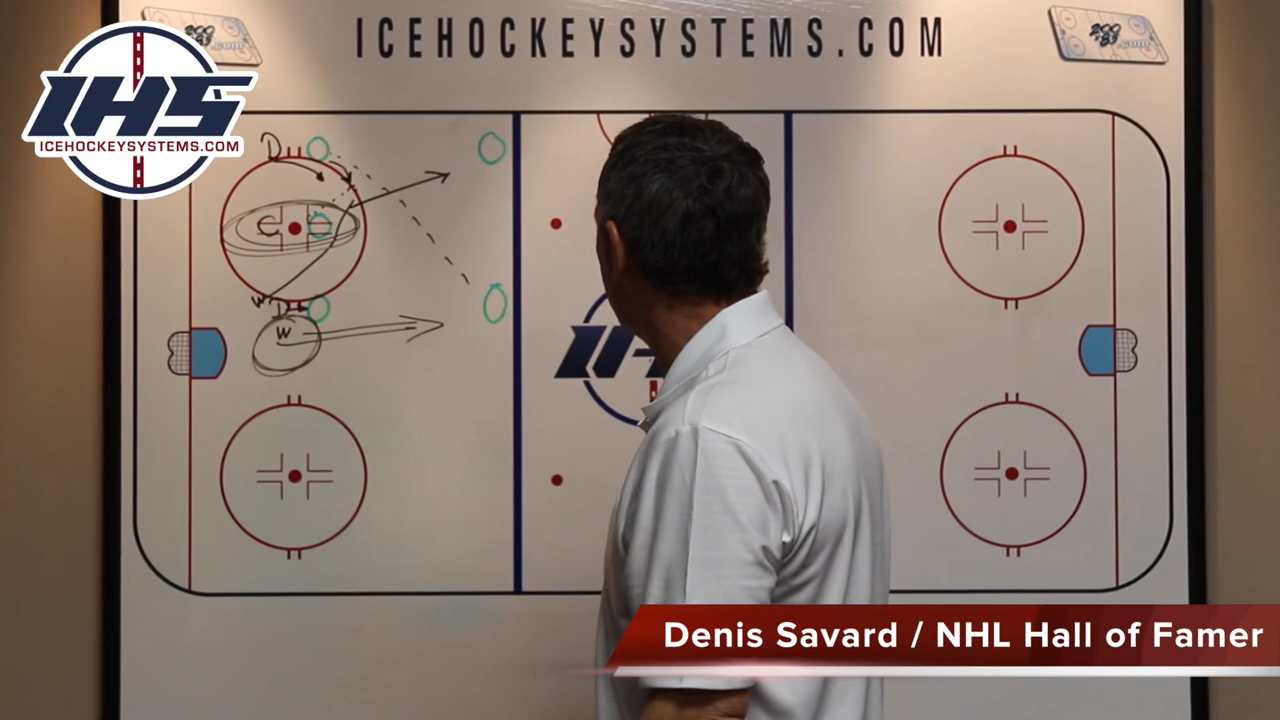 ICEHOCKEYSYSTEMS.COM
IHS
ICEHOCKEYSYSTEMS.COM
D
C
W
D
W
Denis Savard / NHL Hall of Famer